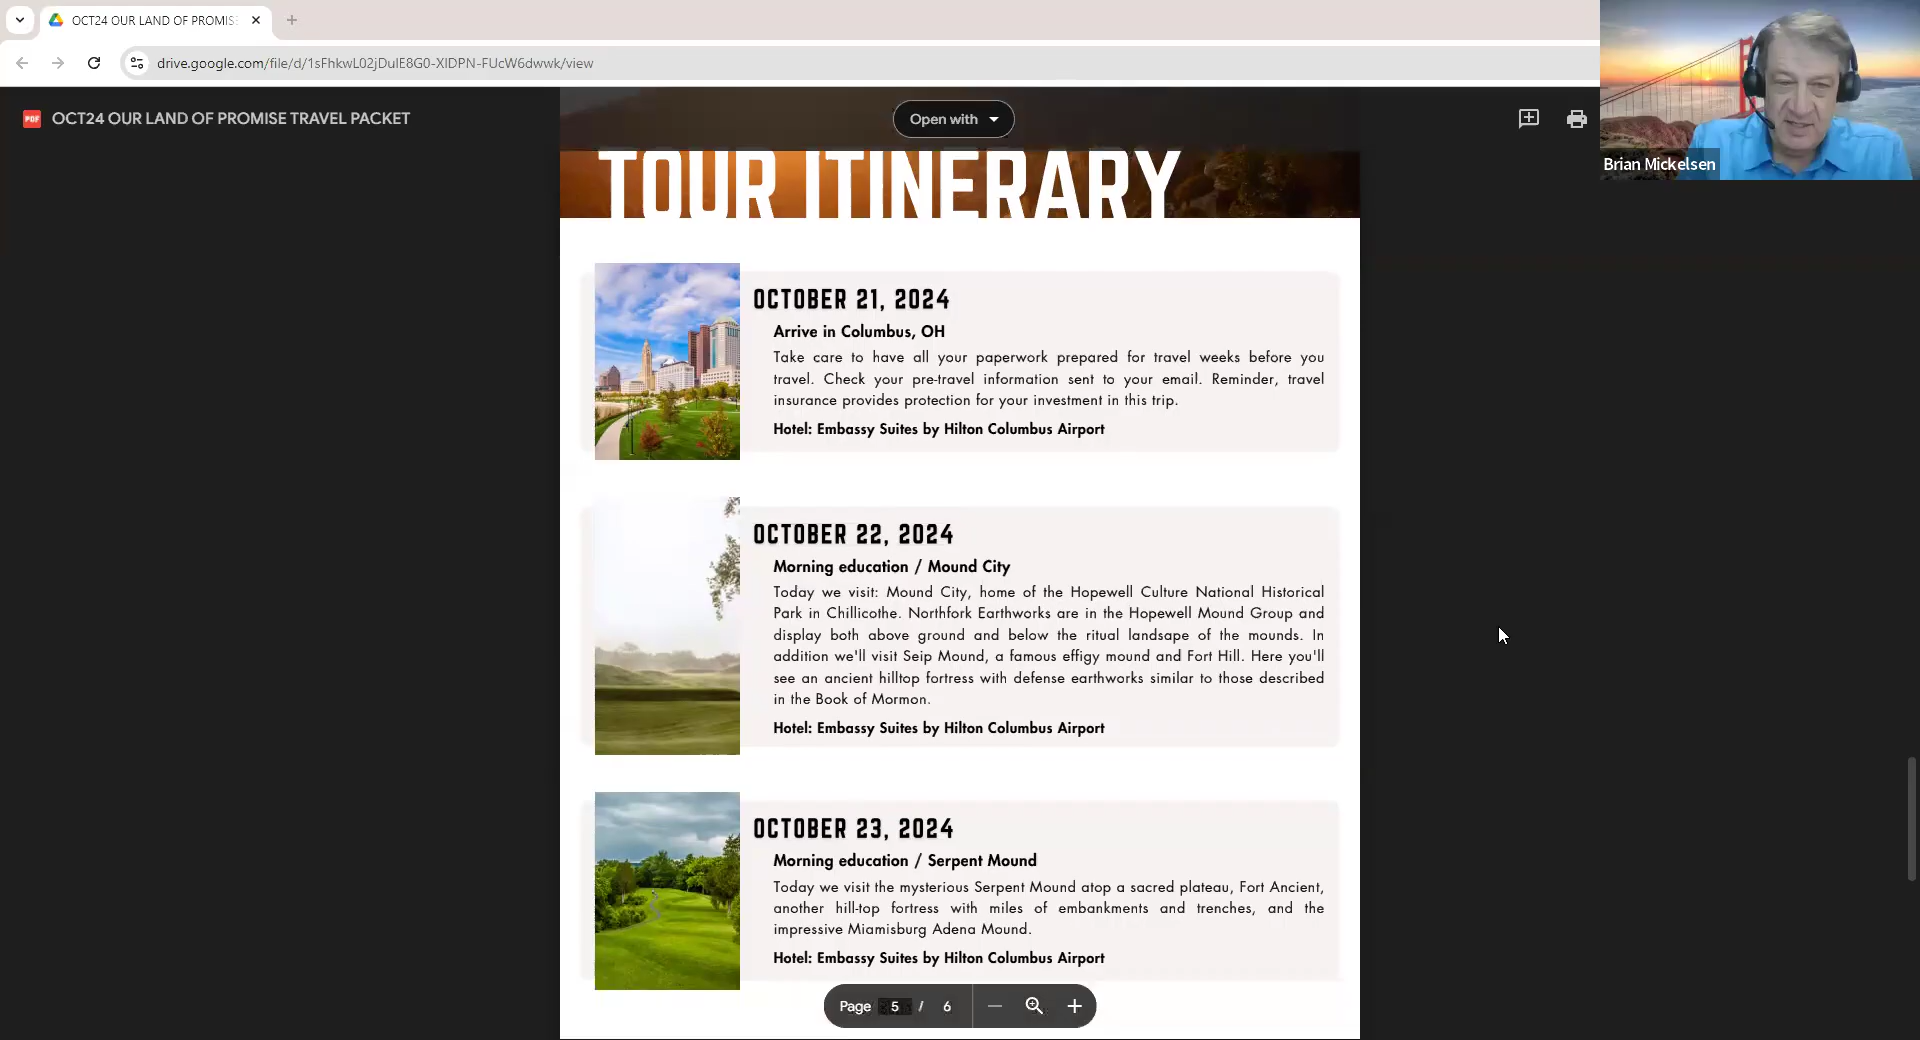 OCT24 OUR LAND OF PROMIS
drive.google.com/file/d/1sFhkwL02jDulE8G0-XIDPN-FUcW6dwwk/view
OCT24 OUR LAND OF PROMISE TRAVEL PACKET
PDF
Open with
Brian Mickelsen
TOUR ITINERARY
OCTOBER 21, 2024
Arrive in Columbus, OH
Take care to have all your paperwork prepared for travel weeks before you
travel. Check your pre-travel information sent to your email. Reminder, travel
insurance provides protection for your investment in this trip.
Hotel: Embassy Suites by Hilton Columbus Airport
OCTOBER 22, 2024
Morning education / Mound City
Today we visit: Mound City, home of the Hopewell Culture National Historical
Park in Chillicothe. Northfork Earthworks are in the Hopewell Mound Group and
display both above ground and below the ritual landsape of the mounds. In
addition we'll visit Seip Mound, a famous effigy mound and Fort Hill. Here you'll
see an ancient hilltop fortress with defense earthworks similar to those described
in the Book of Mormon.
Hotel: Embassy Suites by Hilton Columbus Airport
OCTOBER 23, 2024
Morning education / Serpent Mound
Today we visit the mysterious Serpent Mound atop a sacred plateau, Fort Ancient,
another hill-top fortress with miles of embankments and trenches, and the
impressive Miamisburg Adena Mound.
Hotel: Embassy Suites by Hilton Columbus Airport
Page 5 / 6